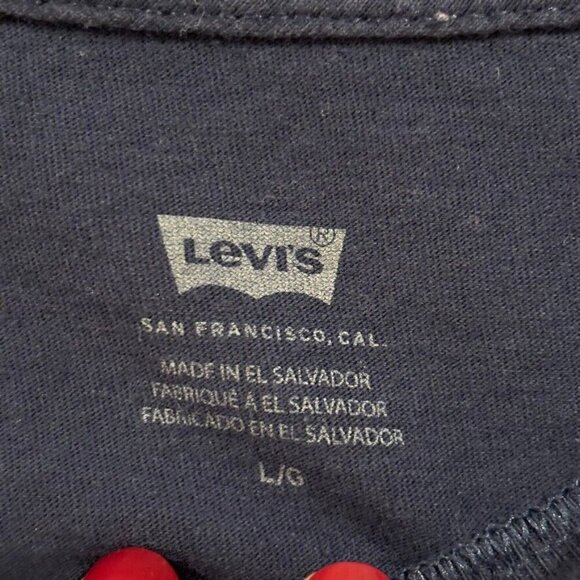 Levi's®
SAN FRANCISCO, CAL.
MADE IN EL SALVADOR
FABRIQUÉ A EL SALVADOR
FABRICADO EN EL SALVADOR
L/G